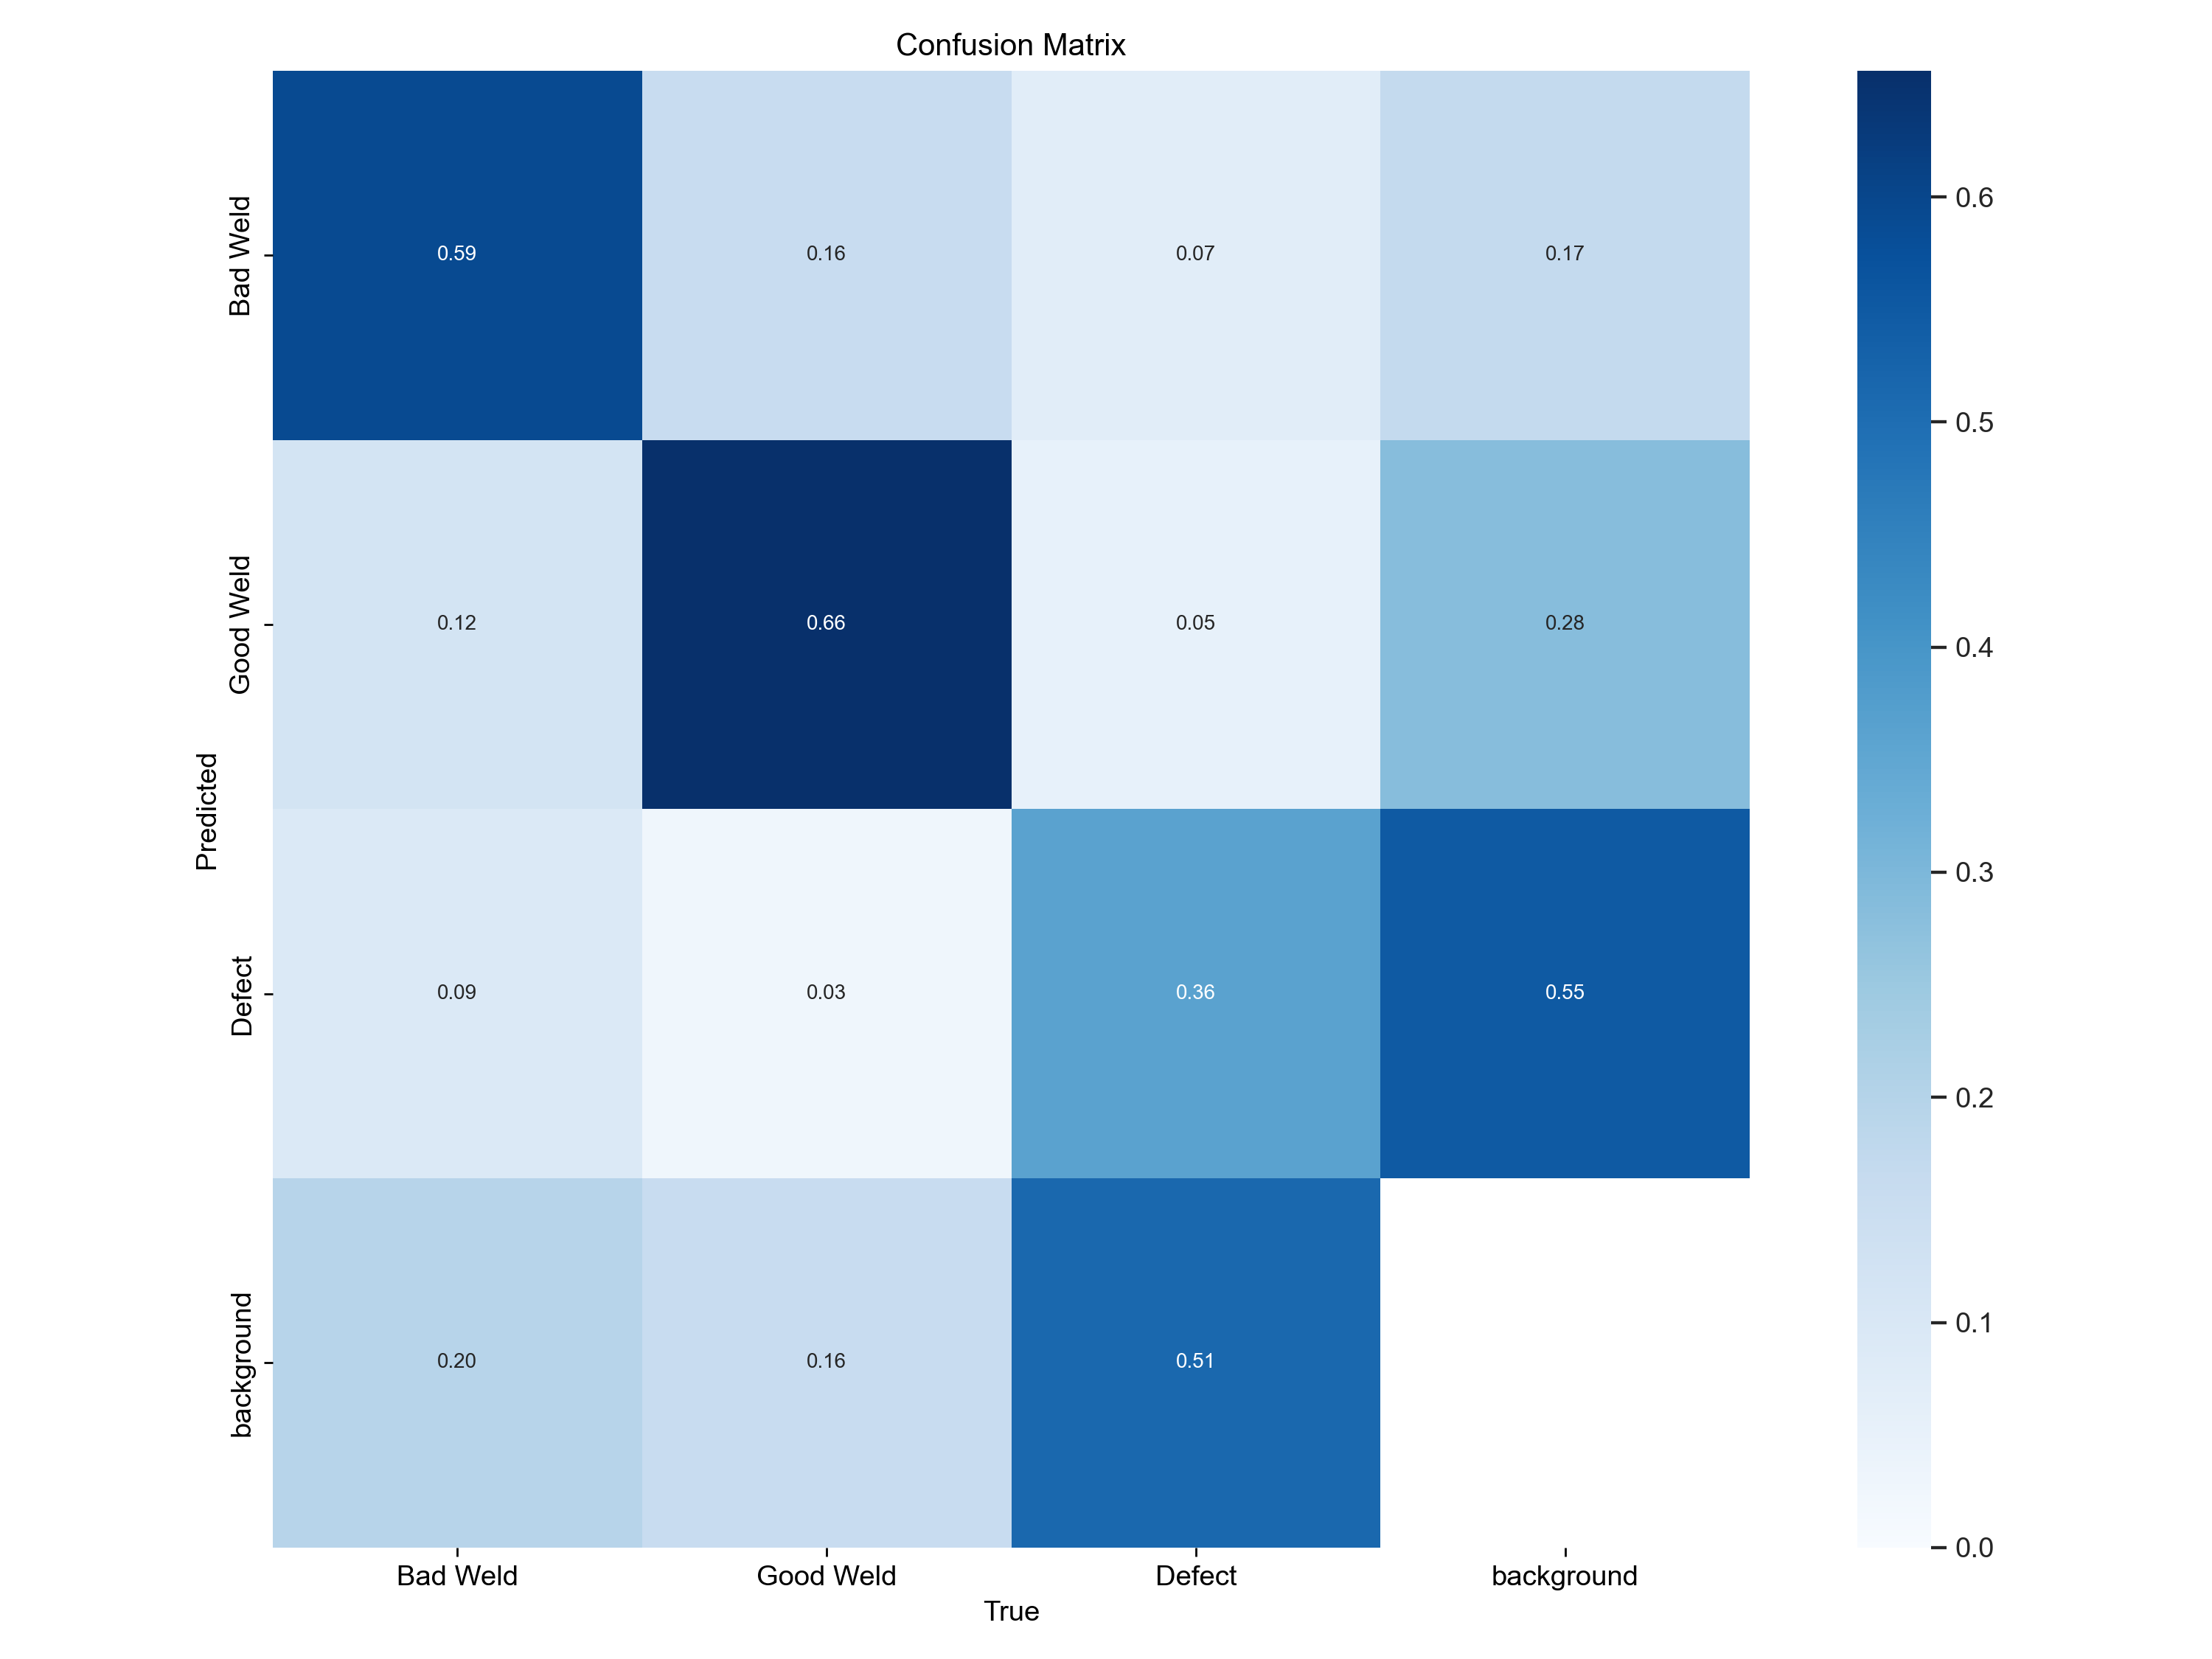 Confusion Matrix
Bad Weld
0.59
0.16
0.07
0.17
Good Weld
0.12
0.66
0.05
0.28
Predicted
Defect
0.09
0.03
0.36
0.55
background
0.20
0.16
0.51
Bad Weld
Good Weld
Defect
background
True
0.6
0.5
0.4
0.3
0.2
0.1
0.0